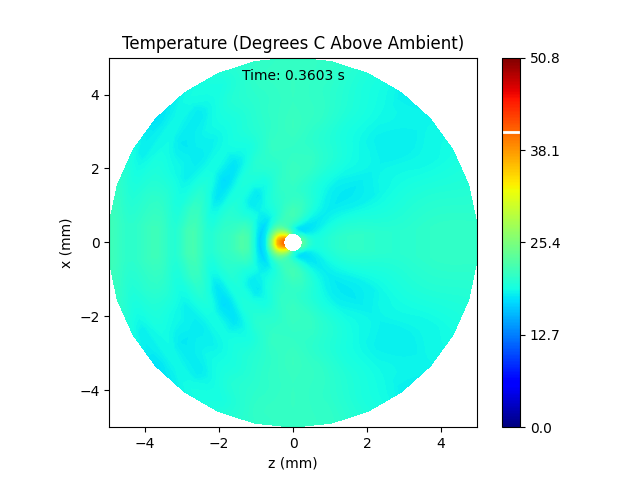 Temperature (Degrees C Above Ambient)
Time: 0.3603 s
50.8
38.1
25.4
12.7
0.0
4
2
0
−2
−4
x (mm)
−4 −2 0 2 4
z (mm)